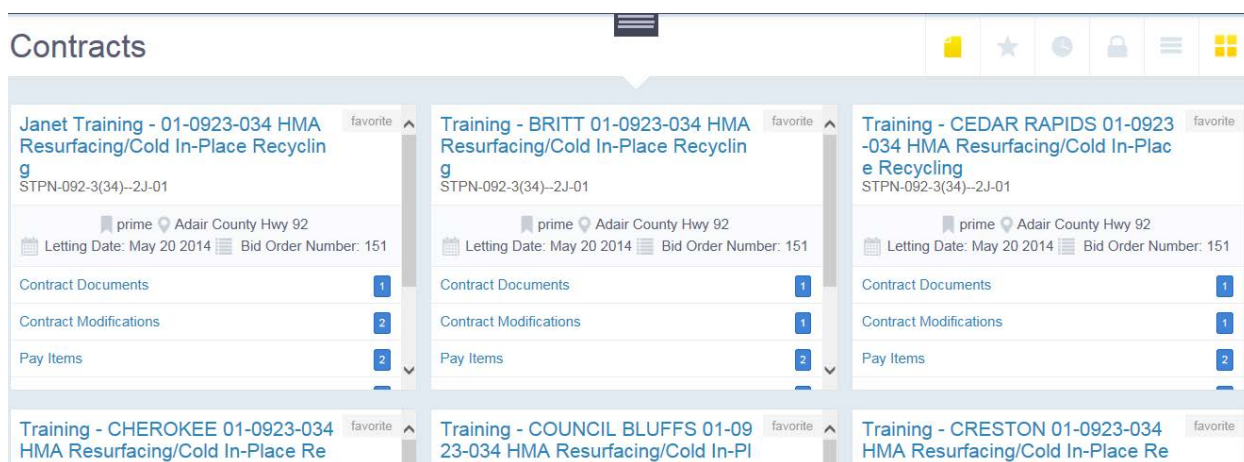 Contracts
Janet Training - 01-0923-034 HMA
Resurfacing/Cold In-Place Recyclin
g
favorite
STPN-092-3(34)--2J-01
prime Adair County Hwy 92
Letting Date: May 20 2014 Bid Order Number: 151
Contract Documents 1
Contract Modifications 2
Pay Items 2
Training - BRITT 01-0923-034 HMA
Resurfacing/Cold In-Place Recyclin
g
favorite
STPN-092-3(34)--2J-01
prime Adair County Hwy 92
Letting Date: May 20 2014 Bid Order Number: 151
Contract Documents 1
Contract Modifications 1
Pay Items 2
Training - CEDAR RAPIDS 01-0923
-034 HMA Resurfacing/Cold In-Plac
e Recycling
favorite
STPN-092-3(34)--2J-01
prime Adair County Hwy 92
Letting Date: May 20 2014 Bid Order Number: 151
Contract Documents 1
Contract Modifications 1
Pay Items 2
Training - CHEROKEE 01-0923-034
HMA Resurfacing/Cold In-Place Re
favorite
Training - COUNCIL BLUFFS 01-09
23-034 HMA Resurfacing/Cold In-Pl
favorite
Training - CRESTON 01-0923-034
HMA Resurfacing/Cold In-Place Re
favorite